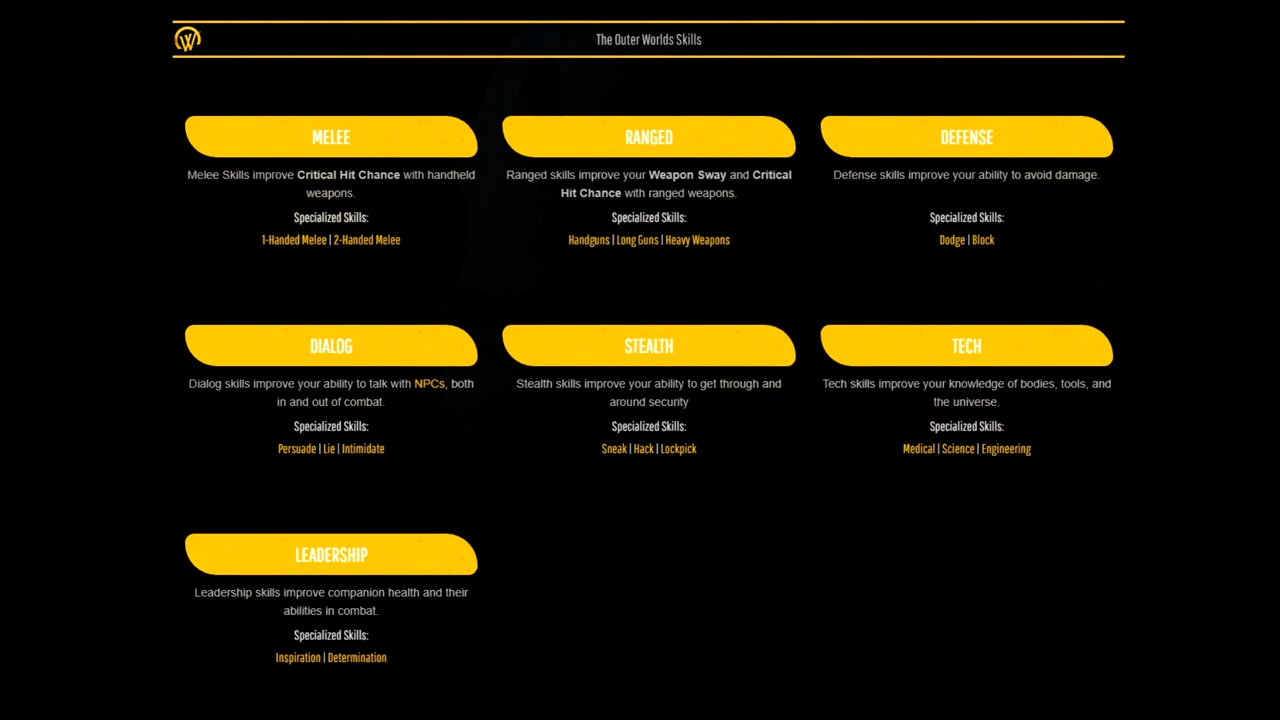 The Outer Worlds Skills
MELEE
Melee Skills improve Critical Hit Chance with handheld
weapons.
Specialized Skills:
1-Handed Melee | 2-Handed Melee
RANGED
Ranged skills improve your Weapon Sway and Critical
Hit Chance with ranged weapons.
Specialized Skills:
Handguns | Long Guns | Heavy Weapons
DEFENSE
Defense skills improve your ability to avoid damage.
Specialized Skills:
Dodge | Block
DIALOG
Dialog skills improve your ability to talk with NPCs, both
in and out of combat.
Specialized Skills:
Persuade | Lie | Intimidate
STEALTH
Stealth skills improve your ability to get through and
around security
Specialized Skills:
Sneak | Hack | Lockpick
TECH
Tech skills improve your knowledge of bodies, tools, and
the universe.
Specialized Skills:
Medical | Science | Engineering
LEADERSHIP
Leadership skills improve companion health and their
abilities in combat.
Specialized Skills:
Inspiration | Determination